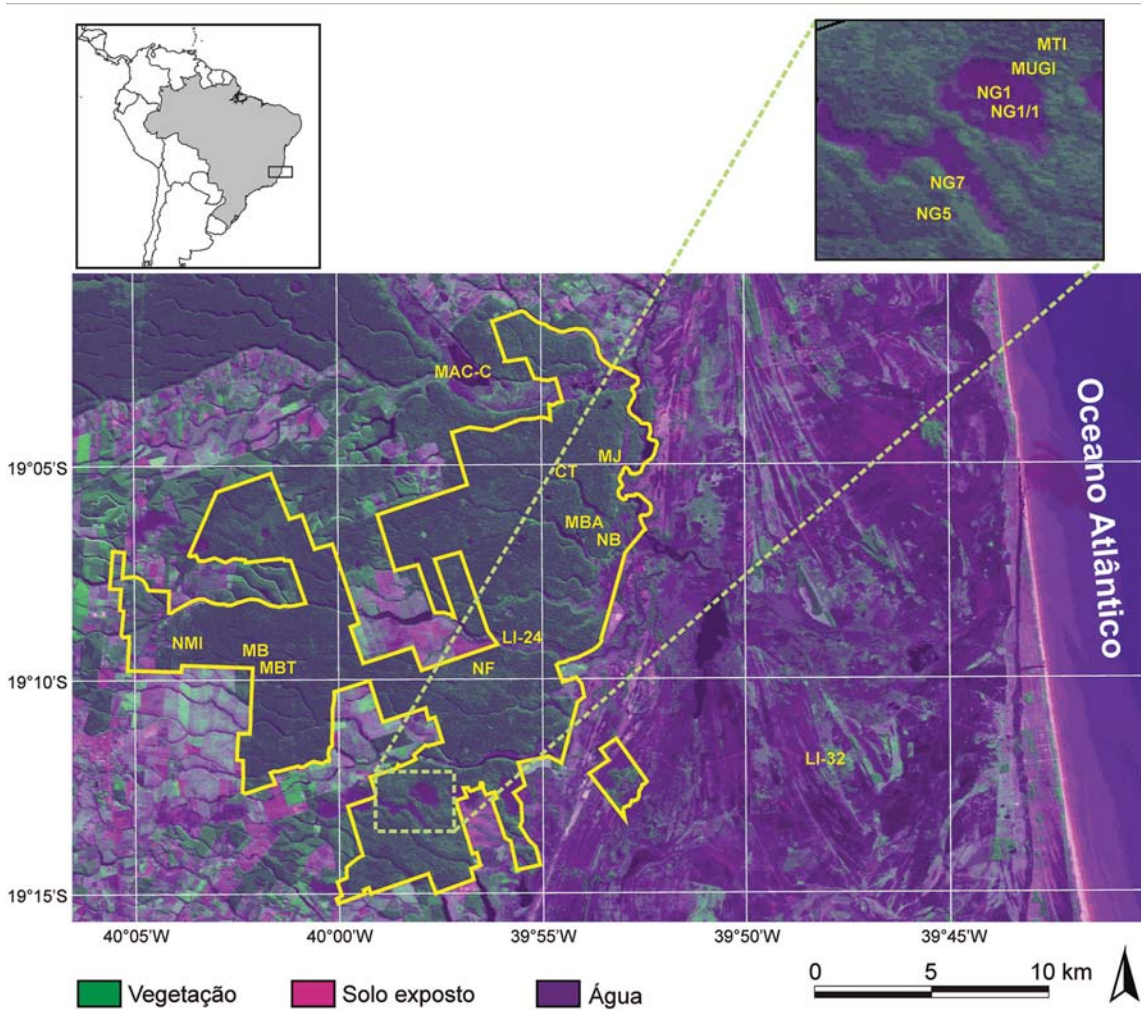 MTI
MUGI
NG1
NG1/1
NG7
NG5
MAC-C
MJ
CT
MBA
NB
LI-24
NMI
MB
MBT
NF
LI-32
Oceano Atlântico
19°05'S
19°10'S
19°15'S
40°05'W
40°00'W
39°55'W
39°50'W
39°45'W
Vegetação
Solo exposto
Água
0
5
10 km